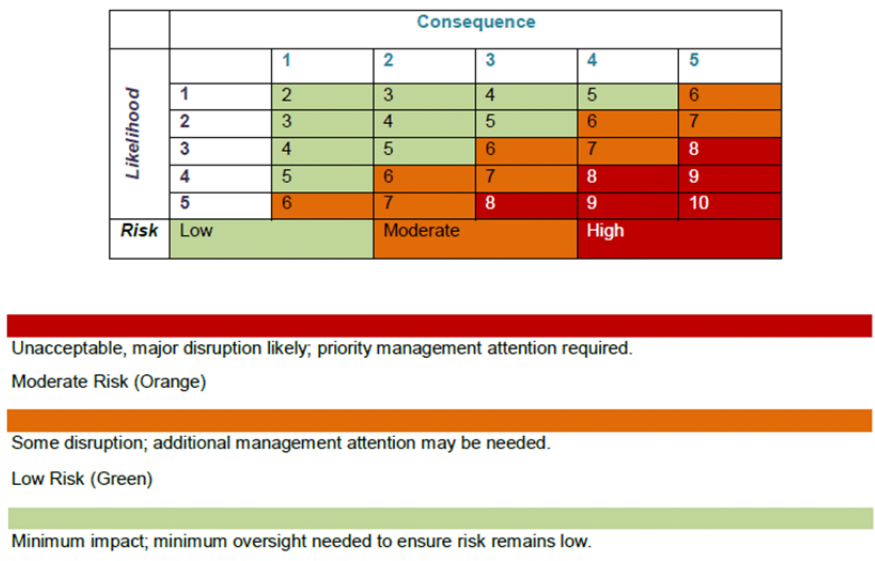 Consequence
1 2 3 4 5
Likelihood
1 2 3 4 5 6
2 3 4 5 6 7
3 4 5 6 7 8
4 5 6 7 8 9
5 6 7 8 9 10
Risk Low Moderate High
Unacceptable, major disruption likely; priority management attention required.
Moderate Risk (Orange)
Some disruption; additional management attention may be needed.
Low Risk (Green)
Minimum impact; minimum oversight needed to ensure risk remains low.